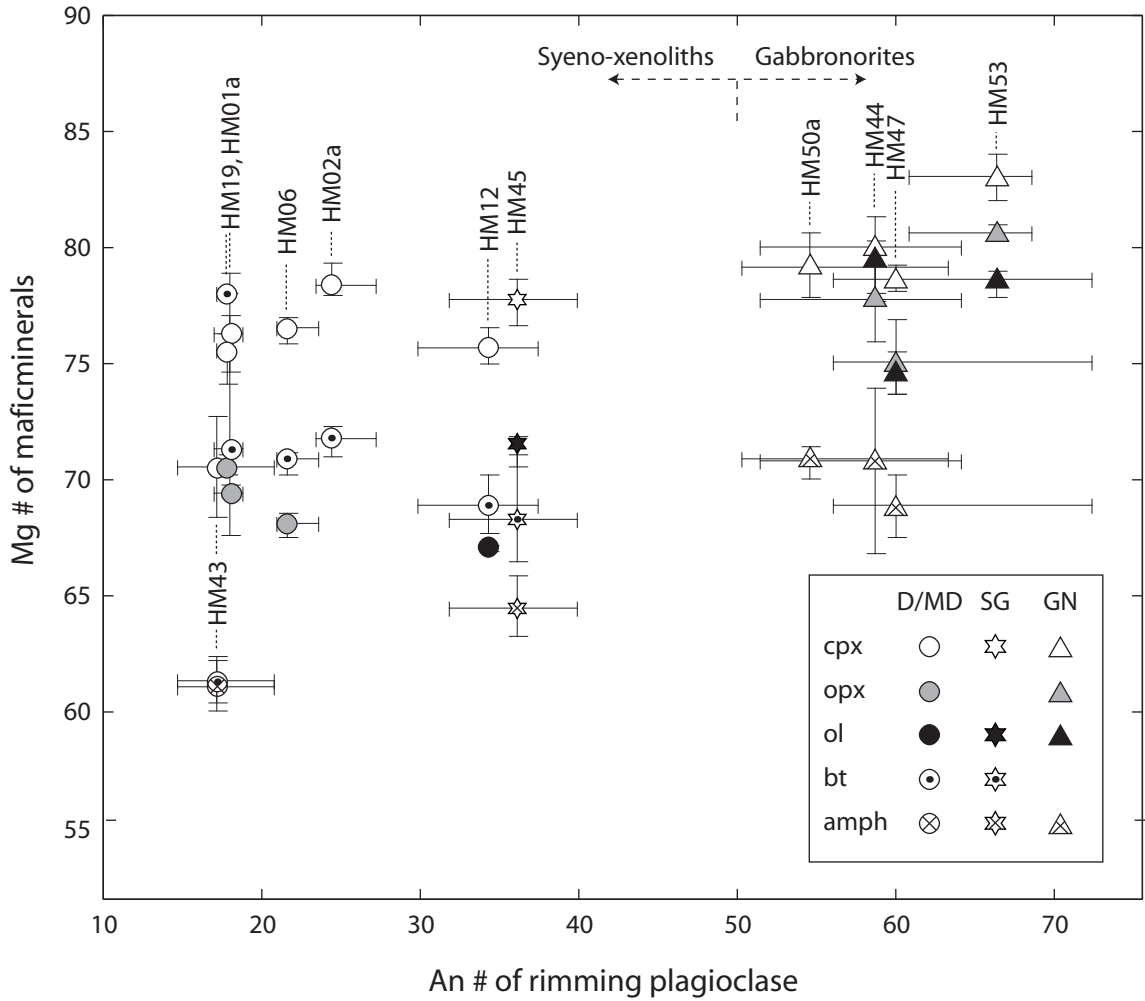 90
85
80
75
70
65
60
55
Mg # of maficminerals
Syeno-xenoliths Gabbronorites
HM19, HM01a
HM06
HM02a
HM12
HM45
HM50a
HM44
HM47
HM53
HM43
D/MD SG GN
cpx
opx
ol
bt
amph
10 20 30 40 50 60 70
An # of rimming plagioclase